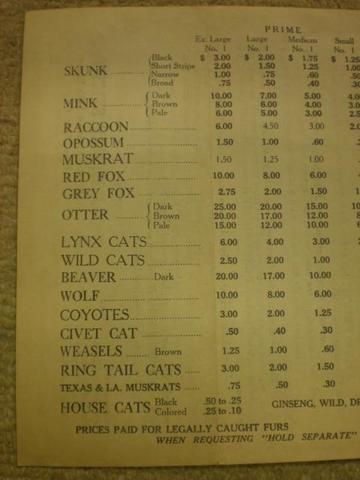 PRIME
Ex. Large Large Medium Small
No. 1 No. 1 No. 1 No. 1
SKUNK Black $ 3.00 $ 2.00 $ 1.75 $ 1.25
Short Stripe 2.00 1.50 1.25 1.00
Narrow 1.00 .75 .60 .50
Broad .75 .50 .40 .30
MINK Dark 10.00 7.00 5.00
Brown 8.00 6.00 4.00
Pale 6.00 5.00 3.00
RACCOON 6.00 4.50 3.00
OPOSSUM 1.50 1.00 .60
MUSKRAT 1.50 1.25 1.00
RED FOX 10.00 8.00 6.00
GREY FOX 2.75 2.00 1.50
OTTER Dark 25.00 20.00 15.00
Brown 20.00 17.00 12.00
Pale 15.00 12.00 10.00
LYNX CATS 6.00 4.00 3.00
WILD CATS 2.50 2.00 1.00
BEAVER Dark 20.00 17.00 10.00
WOLF 10.00 8.00 6.00
COYOTES 3.00 2.00 1.25
CIVET CAT .50 .40 .30
WEASELS Brown 1.25 1.00 .60
RING TAIL CATS 3.00 2.00 1.50
TEXAS & LA. MUSKRATS .75 .50 .30
HOUSE CATS Black .50 to .25
Colored .25 to .10 GINSENG, WILD,
PRICES PAID FOR LEGALLY CAUGHT FURS
WHEN REQUESTING "HOLD SEPARATE"